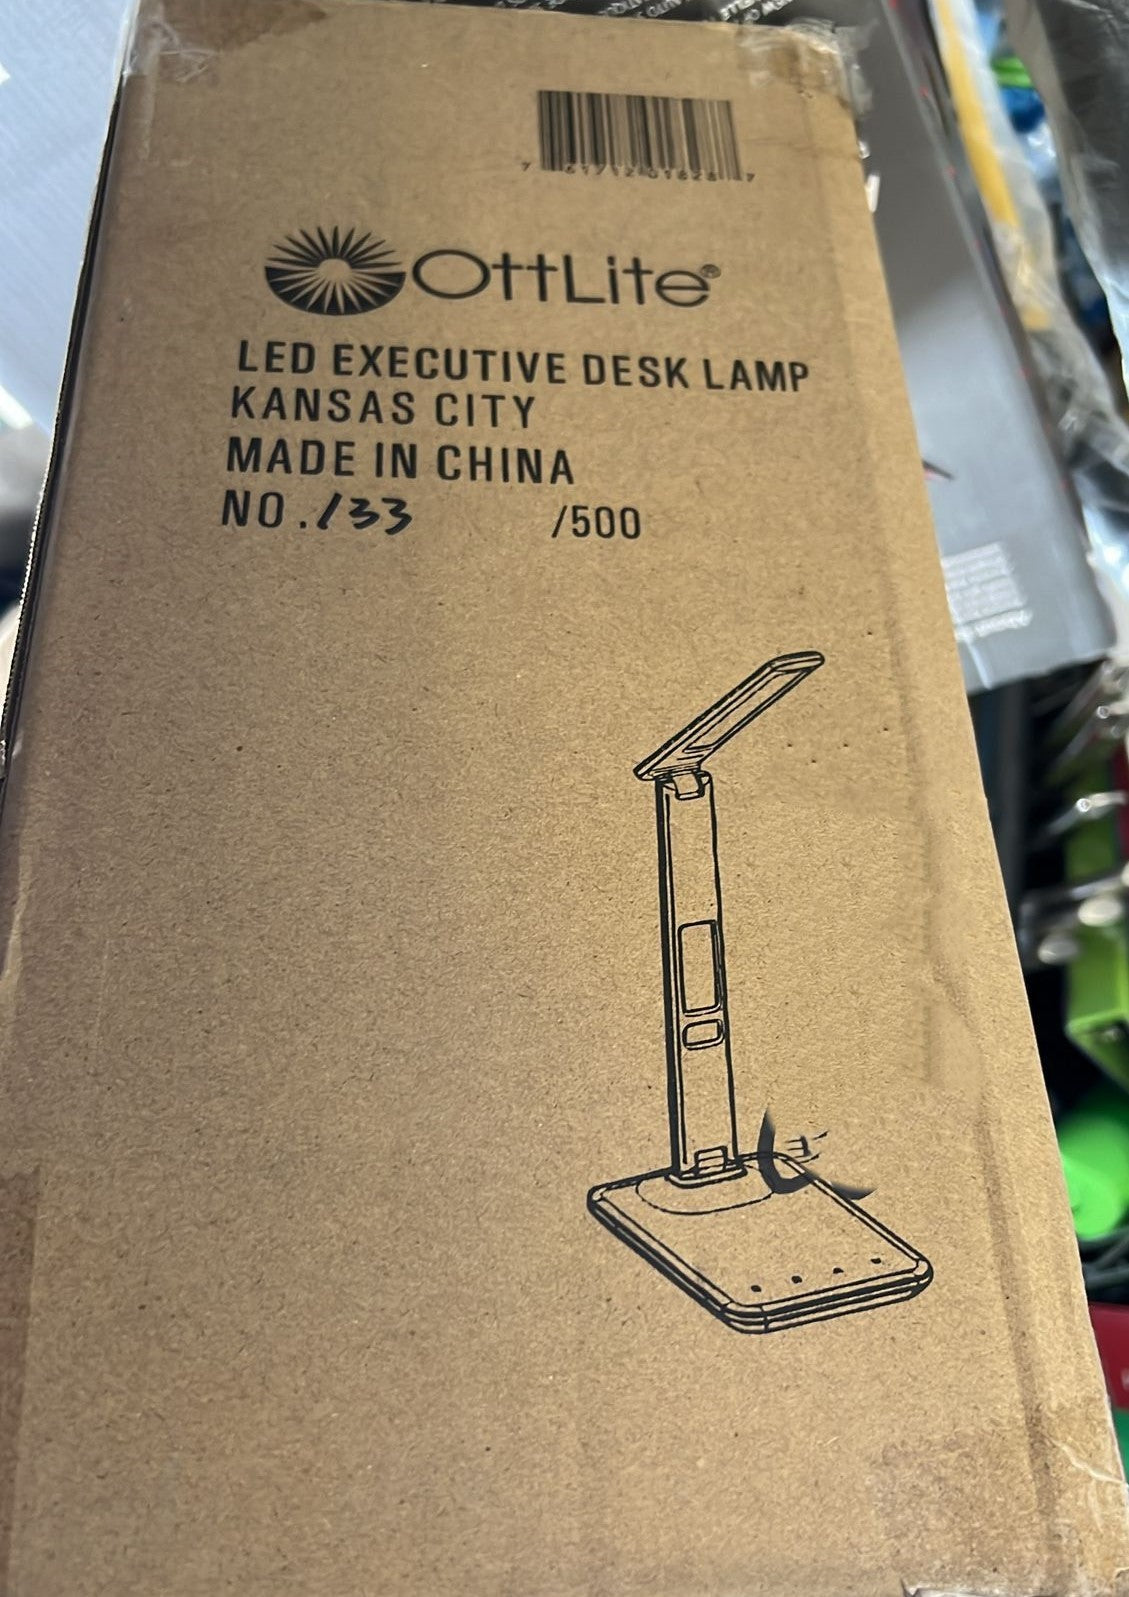 OttLite®
LED EXECUTIVE DESK LAMP
KANSAS CITY
MADE IN CHINA
NO. 133 /500